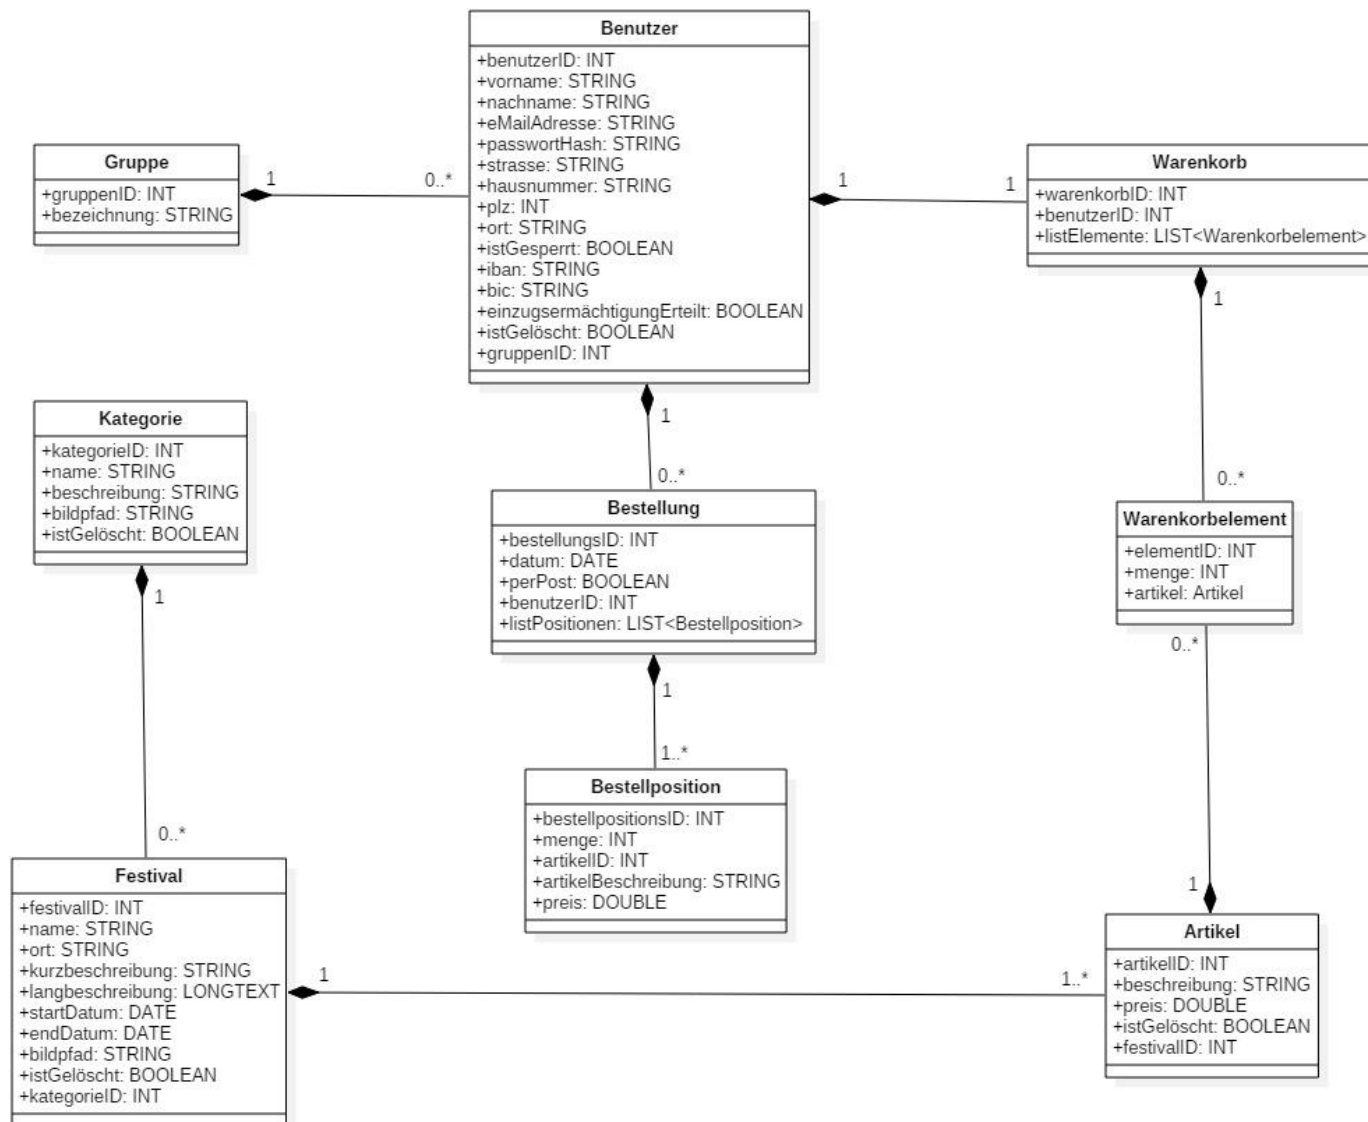 Benutzer
+benutzerID: INT
+vorname: STRING
+nachname: STRING
+eMailAdresse: STRING
+passwortHash: STRING
+strasse: STRING
+hausnummer: STRING
+plz: INT
+ort: STRING
+istGesperrt: BOOLEAN
+iban: STRING
+bic: STRING
+einzugsermächtigungErteilt: BOOLEAN
+istGelöscht: BOOLEAN
+gruppenID: INT
Gruppe
+gruppenID: INT
+bezeichnung: STRING
1
0..*
1
1
Warenkorb
+warenkorbID: INT
+benutzerID: INT
+listElemente: LIST<Warenkorbelement>
1
0..*
Kategorie
+kategorieID: INT
+name: STRING
+beschreibung: STRING
+bildpfad: STRING
+istGelöscht: BOOLEAN
1
0..*
1
0..*
Bestellung
+bestellungsID: INT
+datum: DATE
+perPost: BOOLEAN
+benutzerID: INT
+listPositionen: LIST<Bestellposition>
1
1..*
Warenkorbelement
+elementID: INT
+menge: INT
+artikel: Artikel
0..*
1
Bestellposition
+bestellpositionsID: INT
+menge: INT
+artikelID: INT
+artikelBeschreibung: STRING
+preis: DOUBLE
Festival
+festivalID: INT
+name: STRING
+ort: STRING
+kurzbeschreibung: STRING
+langbeschreibung: LONGTEXT
+startDatum: DATE
+endDatum: DATE
+bildpfad: STRING
+istGelöscht: BOOLEAN
+kategorieID: INT
1
1..*
Artikel
+artikelID: INT
+beschreibung: STRING
+preis: DOUBLE
+istGelöscht: BOOLEAN
+festivalID: INT